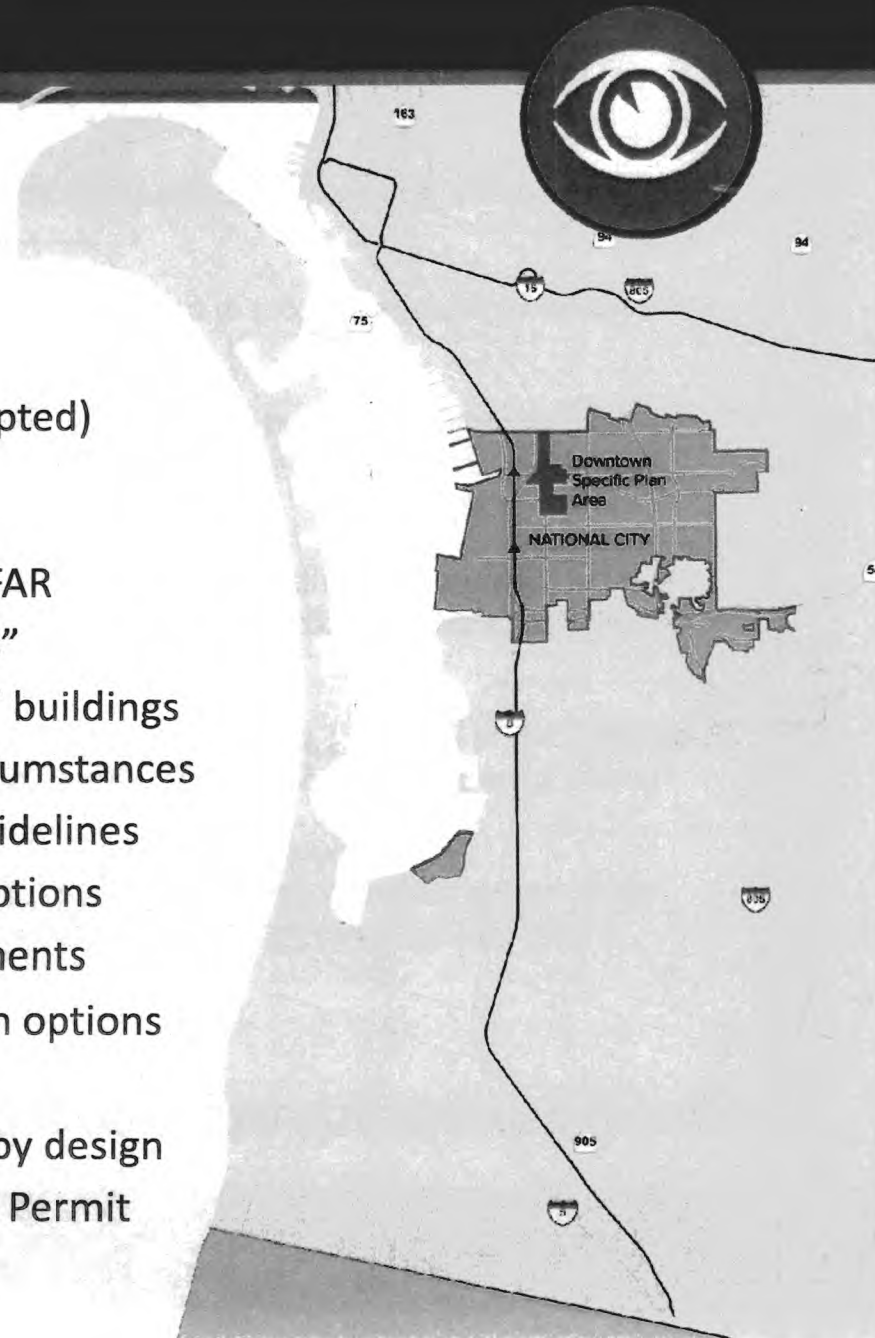 163
94
94
15
805
75
pted)
Downtown
Specific Plan
Area
NATIONAL CITY
5
FAR
”
buildings
umstances
idelines
ptions
nents
n options
805
by design
905
Permit
5